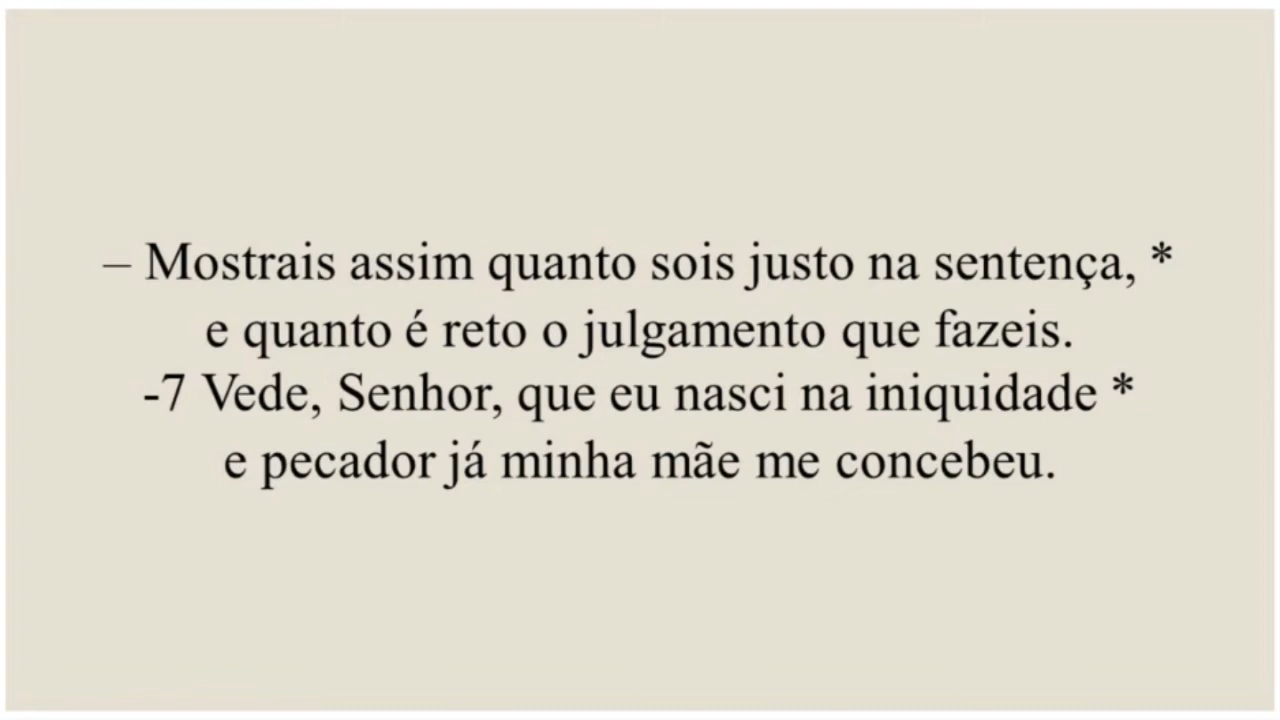 – Mostrais assim quanto sois justo na sentença, *
e quanto é reto o julgamento que fazeis.
-7 Vede, Senhor, que eu nasci na iniquidade *
e pecador já minha mãe me concebeu.